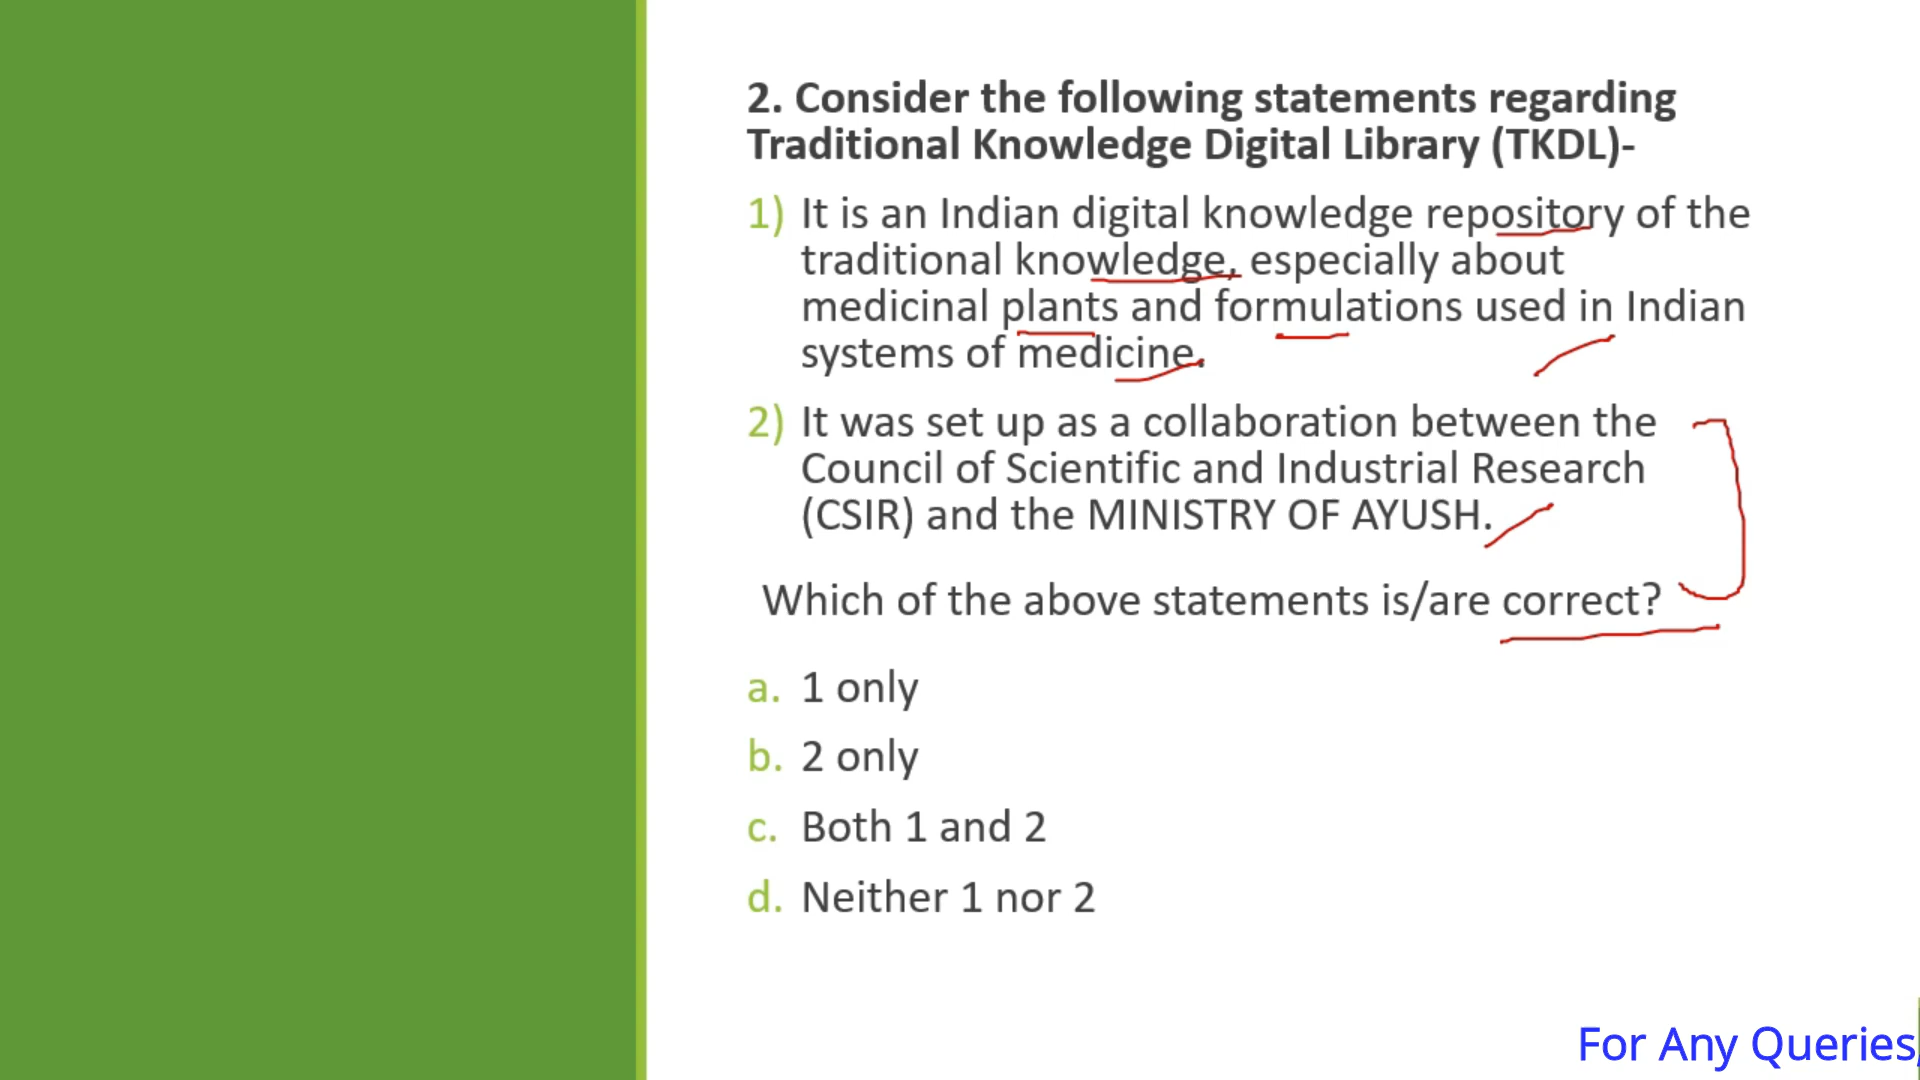 2. Consider the following statements regarding
Traditional Knowledge Digital Library (TKDL)-
1) It is an Indian digital knowledge repository of the
traditional knowledge, especially about
medicinal plants and formulations used in Indian
systems of medicine.
2) It was set up as a collaboration between the
Council of Scientific and Industrial Research
(CSIR) and the MINISTRY OF AYUSH.
Which of the above statements is/are correct?
a. 1 only
b. 2 only
c. Both 1 and 2
d. Neither 1 nor 2
For Any Queries,